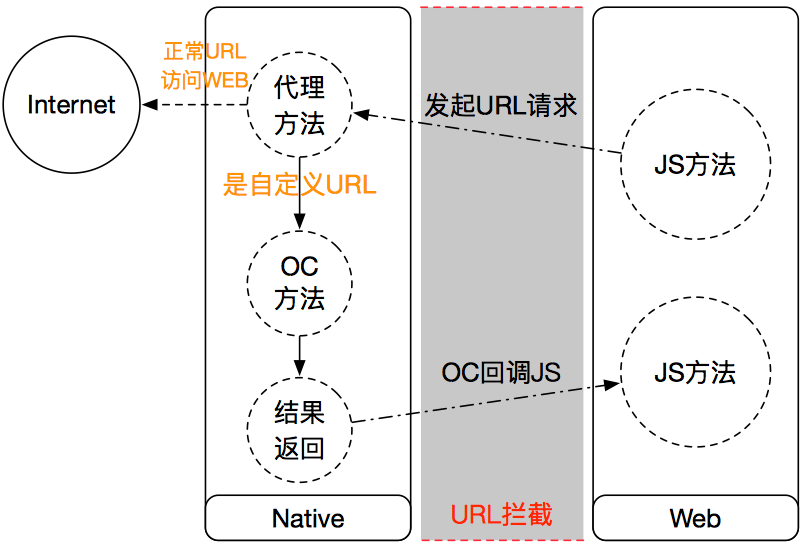 正常URL
访问WEB
Internet
代理
方法
发起URL请求
JS方法
是自定义URL
OC
方法
OC回调JS
JS方法
结果
返回
URL拦截
Native
Web